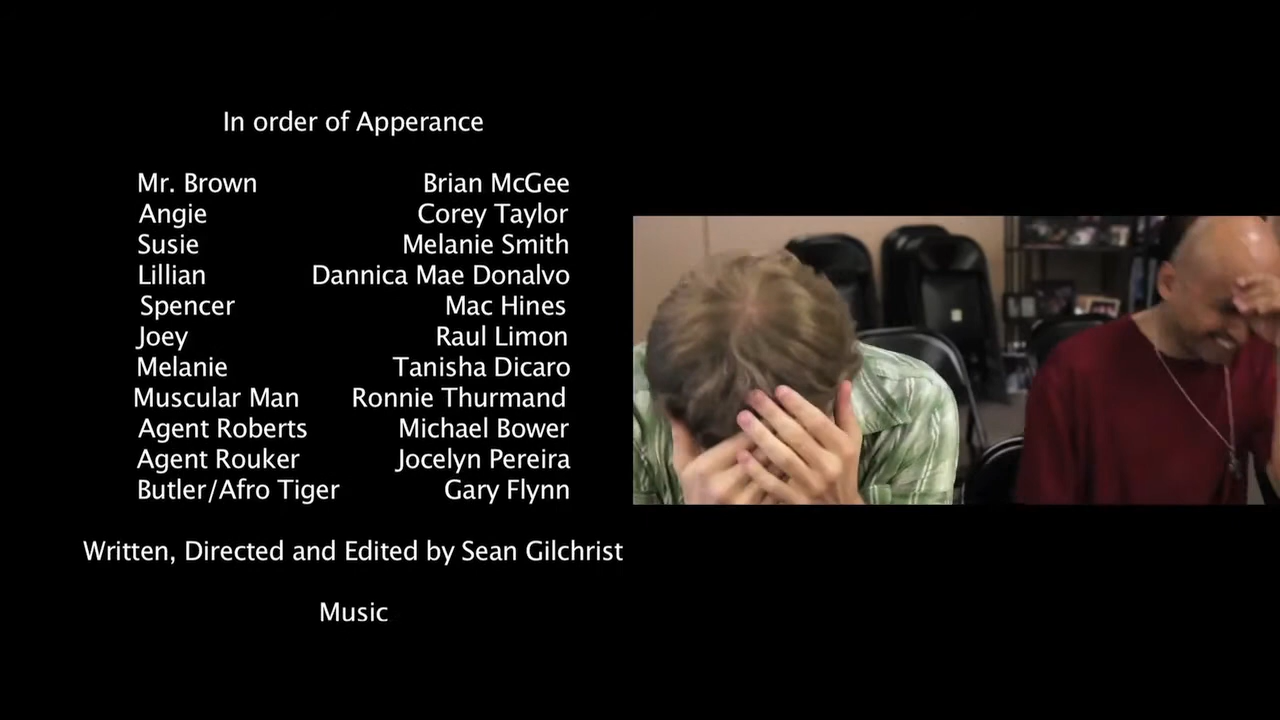 In order of Apperance
Mr. Brown Brian McGee
Angie Corey Taylor
Susie Melanie Smith
Lillian Dannica Mae Donalvo
Spencer Mac Hines
Joey Raul Limon
Melanie Tanisha Dicaro
Muscular Man Ronnie Thurmand
Agent Roberts Michael Bower
Agent Rouker Jocelyn Pereira
Butler/Afro Tiger Gary Flynn
Written, Directed and Edited by Sean Gilchrist
Music